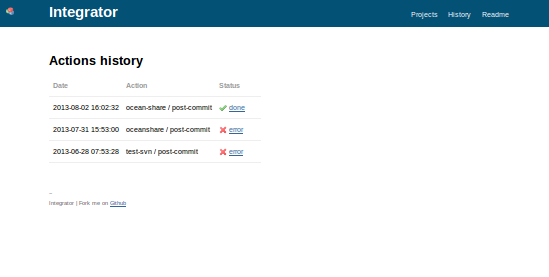 Integrator
Projects History Readme
Actions history
Date Action Status
2013-08-02 16:02:32 ocean-share / post-commit done
2013-07-31 15:53:00 oceanshare / post-commit error
2013-06-28 07:53:28 test-svn / post-commit error
--
Integrator | Fork me on Github